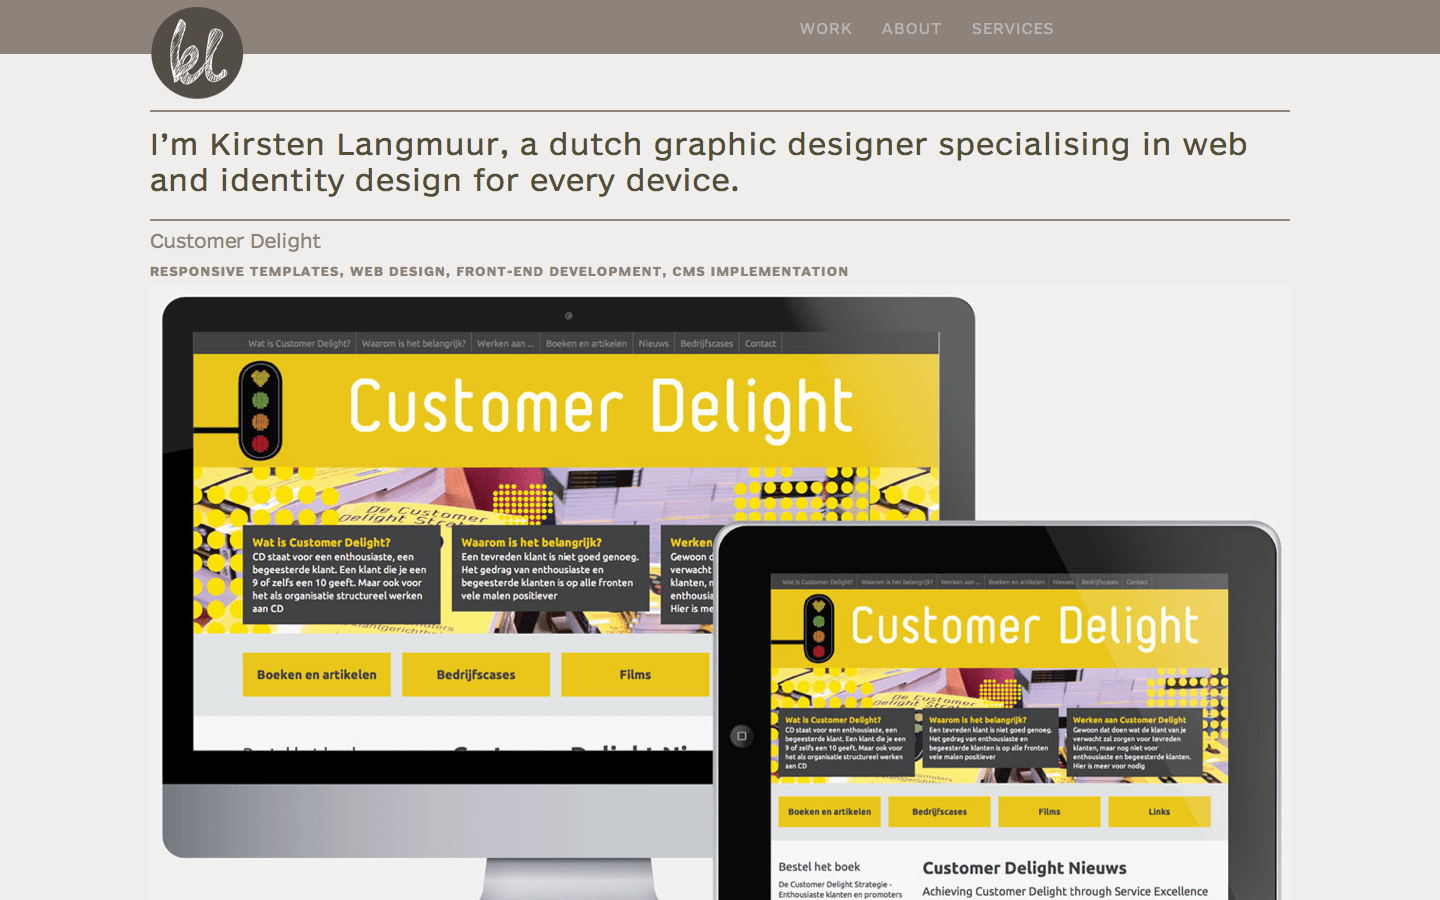 kl
WORK ABOUT SERVICES
I'm Kirsten Langmuur, a dutch graphic designer specialising in web
and identity design for every device.
Customer Delight
RESPONSIVE TEMPLATES, WEB DESIGN, FRONT-END DEVELOPMENT, CMS IMPLEMENTATION
Wat is Customer Delight? Waarom is het belangrijk? Werken aan ... Boeken en artikelen Nieuws Bedrijfscases Contact
Customer Delight
De Customer
Delight Strat
Wat is Customer Delight?
CD staat voor een enthousiaste, een
begeesterde klant. Een klant die je een
9 of zelfs een 10 geeft. Maar ook voor
het als organisatie structureel werken
aan CD
Waarom is het belangrijk?
Een tevreden klant is niet goed genoeg.
Het gedrag van enthousiaste en
begeesterde klanten is op alle fronten
vele malen positiever
Werken
Gewoon d
verwacht
klanten, m
enthousia
Hier is me
Boeken en artikelen
Bedrijfscases
Films
Wat is Customer Delight? Waarom is het belangrijk? Werken aan ... Boeken en artikelen Nieuws Bedrijfscases Contact
Customer Delight
De Customer
Wat is Customer Delight?
CD staat voor een enthousiaste, een
begeesterde klant. Een klant die je een
9 of zelfs een 10 geeft. Maar ook voor
het als organisatie structureel werken
aan CD
Waarom is het belangrijk?
Een tevreden klant is niet goed genoeg.
Het gedrag van enthousiaste en
begeesterde klanten is op alle fronten
vele malen positiever
Werken aan Customer Delight
Gewoon doen wat de klant van je
verwacht zal zorgen voor tevreden
klanten, maar nog niet voor
enthousiaste en begeesterde klanten.
Hier is meer voor nodig
Boeken en artikelen
Bedrijfscases
Films
Links
Bestel het boek
De Customer Delight Strategie -
Enthousiaste klanten en promoters
Customer Delight Nieuws
Achieving Customer Delight through Service Excellence